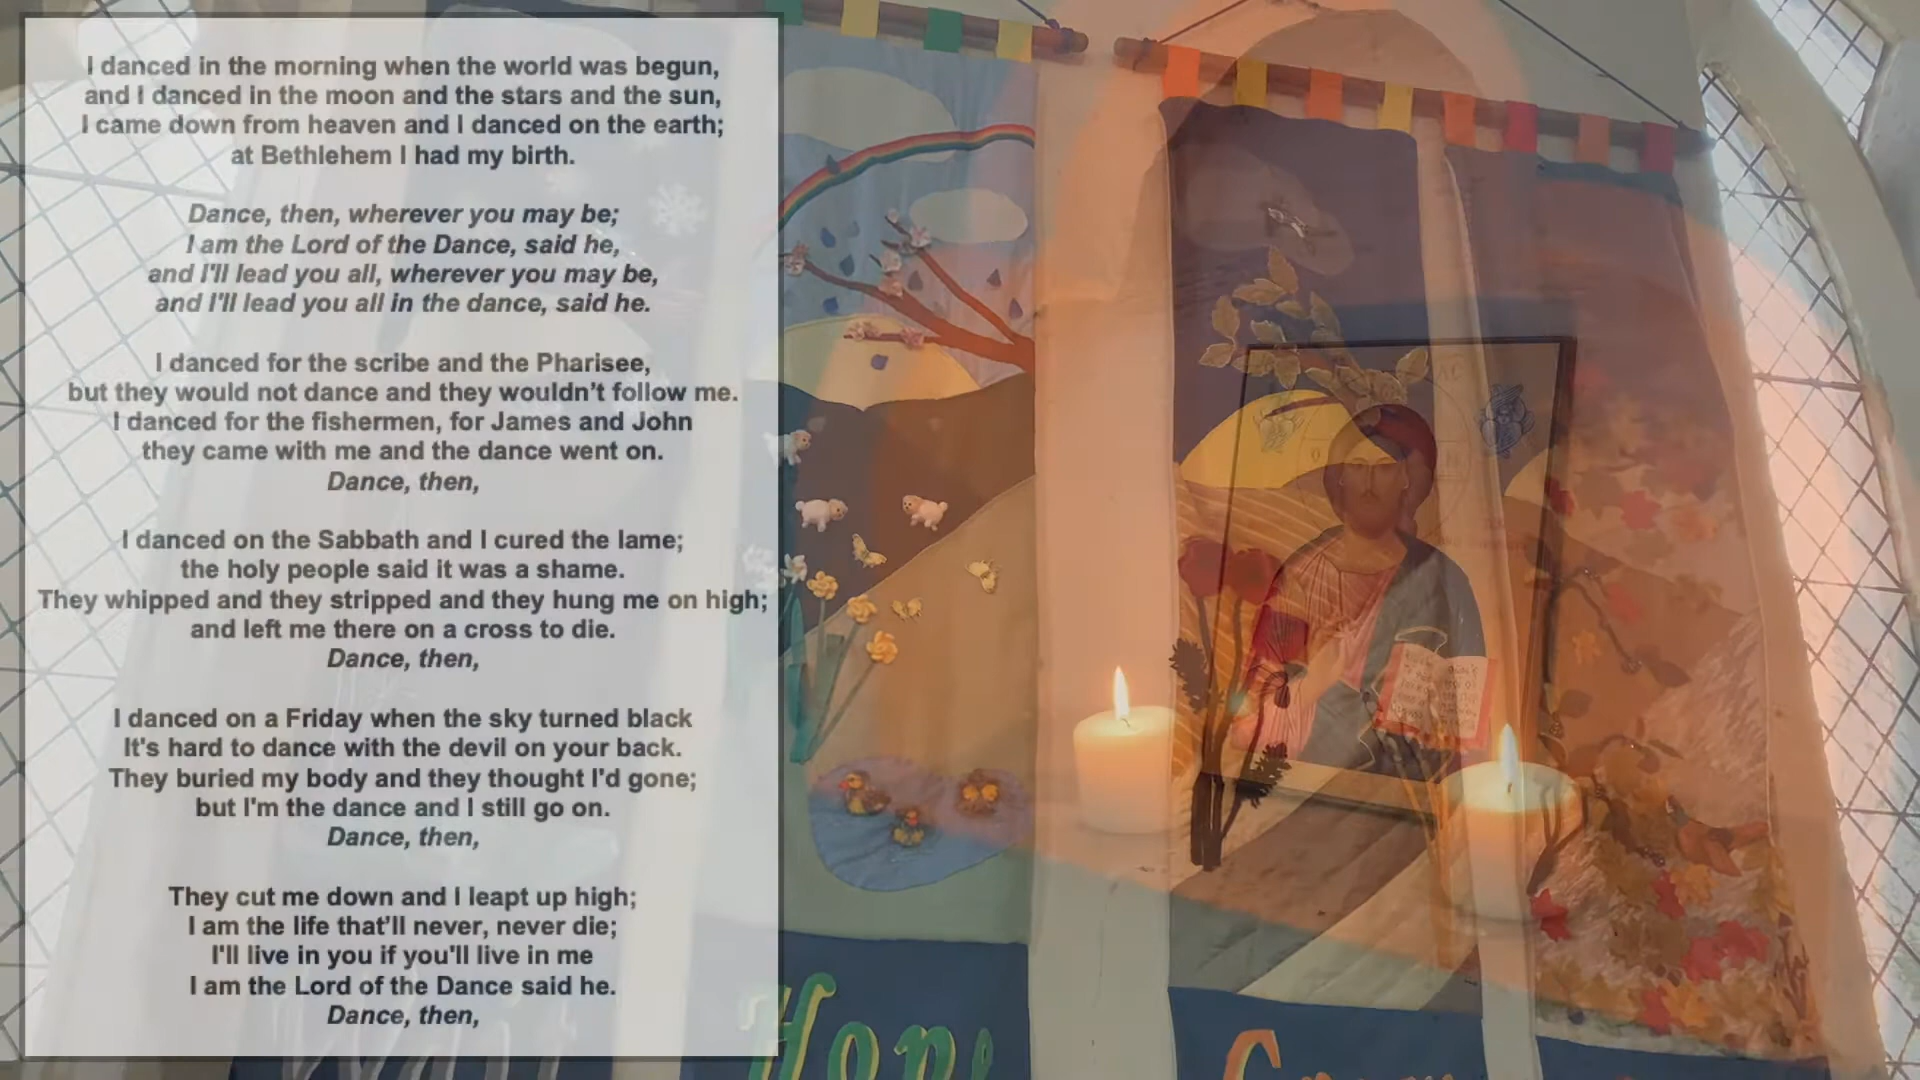 I danced in the morning when the world was begun,
and I danced in the moon and the stars and the sun,
I came down from heaven and I danced on the earth;
at Bethlehem I had my birth.
Dance, then, wherever you may be;
I am the Lord of the Dance, said he,
and I'll lead you all, wherever you may be,
and I'll lead you all in the dance, said he.
I danced for the scribe and the Pharisee,
but they would not dance and they wouldn't follow me.
I danced for the fishermen, for James and John
they came with me and the dance went on.
Dance, then,
I danced on the Sabbath and I cured the lame;
the holy people said it was a shame.
They whipped and they stripped and they hung me on high;
and left me there on a cross to die.
Dance, then,
I danced on a Friday when the sky turned black
It's hard to dance with the devil on your back.
They buried my body and they thought I'd gone;
but I'm the dance and I still go on.
Dance, then,
They cut me down and I leapt up high;
I am the life that'll never, never die;
I'll live in you if you'll live in me
I am the Lord of the Dance said he.
Dance, then,
Hope